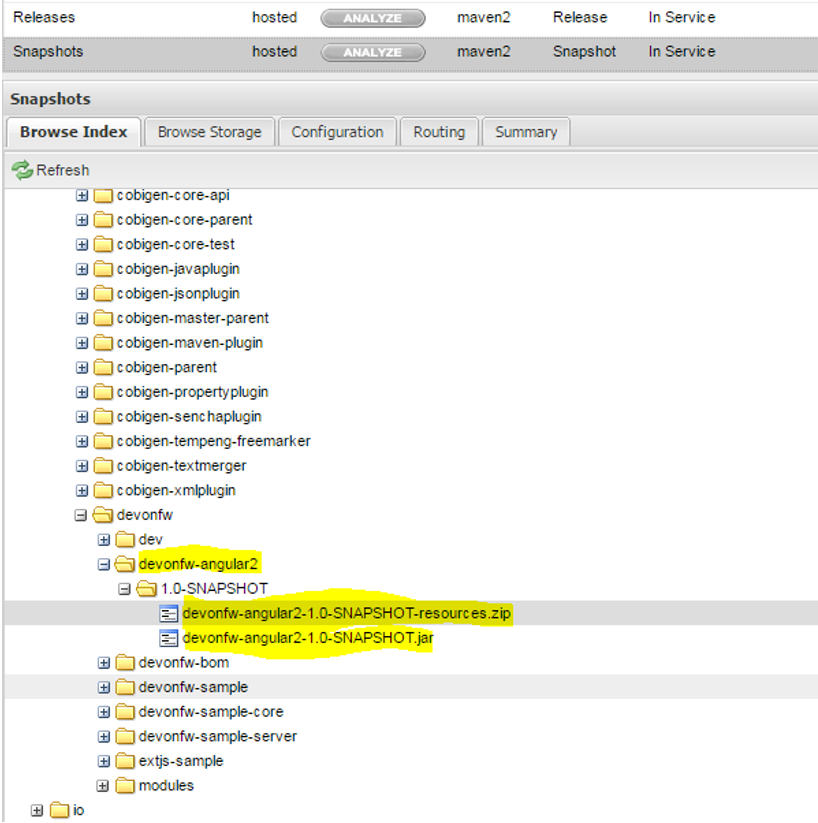 Releases hosted ANALYZE maven2 Release In Service
Snapshots hosted ANALYZE maven2 Snapshot In Service
Snapshots
Browse Index Browse Storage Configuration Routing Summary
Refresh
cobigen-core-api
cobigen-core-parent
cobigen-core-test
cobigen-javaplugin
cobigen-jsonplugin
cobigen-master-parent
cobigen-maven-plugin
cobigen-parent
cobigen-propertyplugin
cobigen-senchaplugin
cobigen-tempeng-freemarker
cobigen-textmerger
cobigen-xmlplugin
devonfw
dev
devonfw-angular2
1.0-SNAPSHOT
devonfw-angular2-1.0-SNAPSHOT-resources.zip
devonfw-angular2-1.0-SNAPSHOT.jar
devonfw-bom
devonfw-sample
devonfw-sample-core
devonfw-sample-server
extjs-sample
modules
io